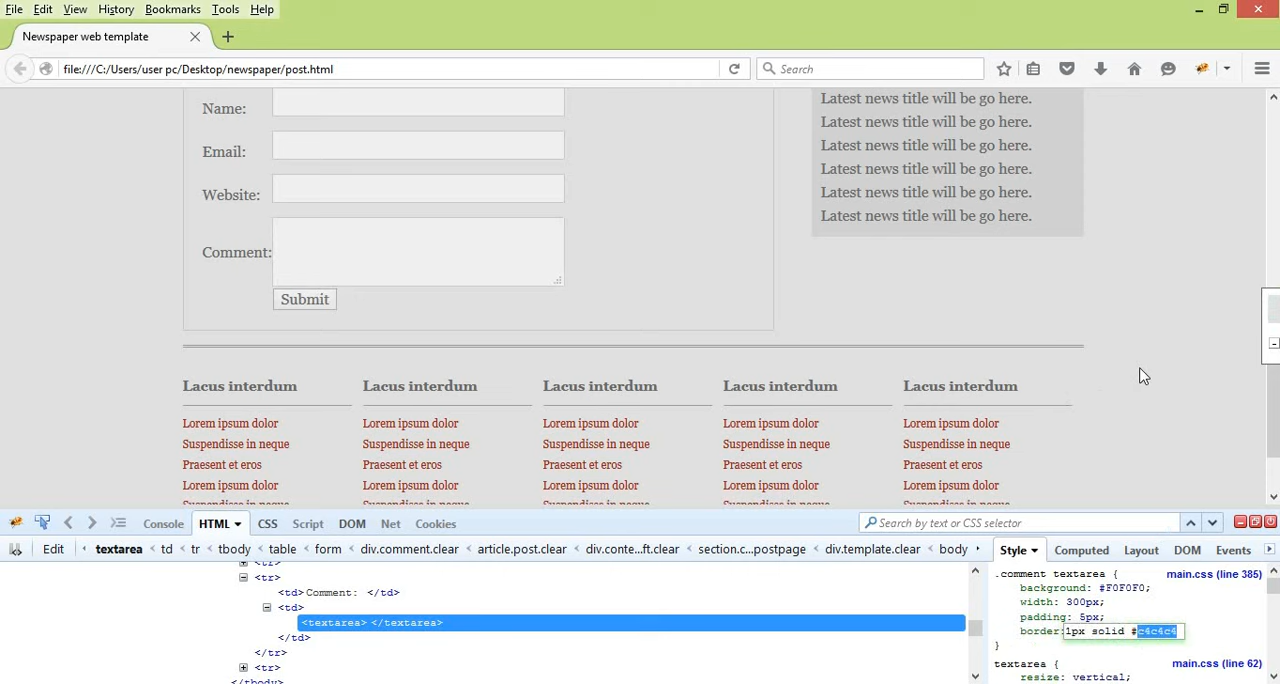 File Edit View History Bookmarks Tools Help
Newspaper web template
file:///C:/Users/user pc/Desktop/newspaper/post.html
Search
Name:
Email:
Website:
Comment:
Submit
Latest news title will be go here.
Latest news title will be go here.
Latest news title will be go here.
Latest news title will be go here.
Latest news title will be go here.
Latest news title will be go here.
Lacus interdum Lacus interdum Lacus interdum Lacus interdum Lacus interdum
Lorem ipsum dolor Lorem ipsum dolor Lorem ipsum dolor Lorem ipsum dolor Lorem ipsum dolor
Suspendisse in neque Suspendisse in neque Suspendisse in neque Suspendisse in neque Suspendisse in neque
Praesent et eros Praesent et eros Praesent et eros Praesent et eros Praesent et eros
Lorem ipsum dolor Lorem ipsum dolor Lorem ipsum dolor Lorem ipsum dolor Lorem ipsum dolor
Console HTML CSS Script DOM Net Cookies
Search by text or CSS selector
Edit textarea td tr tbody table form div.comment.clear article.post.clear div.conte...ft.clear section.c...postpage div.template.clear body
Style Computed Layout DOM Events
<tr>
<tr>
<td>Comment: </td>
<td>
<textarea> </textarea>
</td>
</tr>
<tr>
</tbody>
.comment textarea { main.css (line 385)
background: #F0F0F0;
width: 300px;
padding: 5px;
border: 1px solid #c4c4c4
}
textarea { main.css (line 62)
resize: vertical;